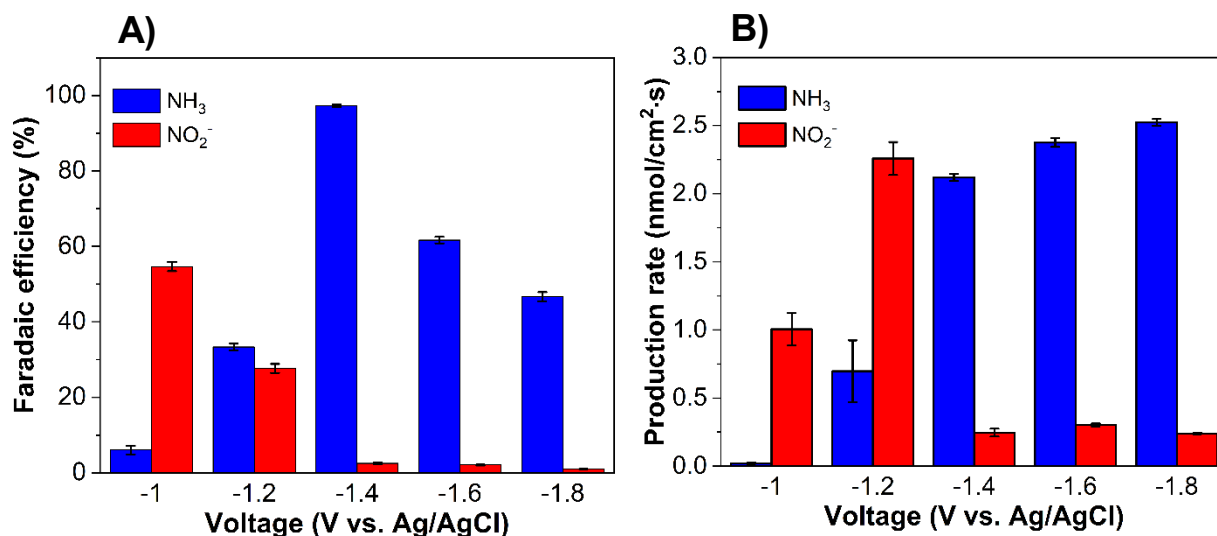 A)
Faradaic efficiency (%)
100
80
60
40
20
0
NH₃
NO₂⁻
-1 -1.2 -1.4 -1.6 -1.8
Voltage (V vs. Ag/AgCl)
B)
Production rate (nmol/cm²·s)
3.0
2.5
2.0
1.5
1.0
0.5
0.0
NH₃
NO₂⁻
-1 -1.2 -1.4 -1.6 -1.8
Voltage (V vs. Ag/AgCl)